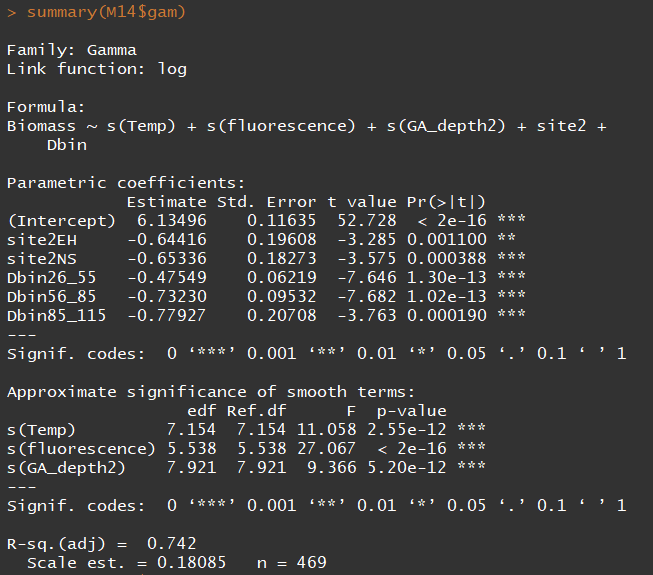 > summary(M14$gam)
Family: Gamma
Link function: log
Formula:
Biomass ~ s(Temp) + s(fluorescence) + s(GA_depth2) + site2 +
Dbin
Parametric coefficients:
Estimate Std. Error t value Pr(>|t|)
(Intercept) 6.13496 0.11635 52.728 < 2e-16 ***
site2EH -0.64416 0.19608 -3.285 0.001100 **
site2NS -0.65336 0.18273 -3.575 0.000388 ***
Dbin26_55 -0.47549 0.06219 -7.646 1.30e-13 ***
Dbin56_85 -0.73230 0.09532 -7.682 1.02e-13 ***
Dbin85_115 -0.77927 0.20708 -3.763 0.000190 ***
---
Signif. codes: 0 ‘***’ 0.001 ‘**’ 0.01 ‘*’ 0.05 ‘.’ 0.1 ‘ ’ 1
Approximate significance of smooth terms:
edf Ref.df F p-value
s(Temp) 7.154 7.154 11.058 2.55e-12 ***
s(fluorescence) 5.538 5.538 27.067 < 2e-16 ***
s(GA_depth2) 7.921 7.921 9.366 5.20e-12 ***
---
Signif. codes: 0 ‘***’ 0.001 ‘**’ 0.01 ‘*’ 0.05 ‘.’ 0.1 ‘ ’ 1
R-sq.(adj) = 0.742
Scale est. = 0.18085 n = 469